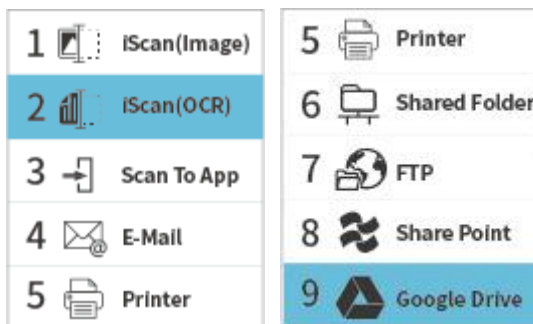 1 iScan(Image)
2 iScan(OCR)
3 Scan To App
4 E-Mail
5 Printer
5 Printer
6 Shared Folder
7 FTP
8 Share Point
9 Google Drive